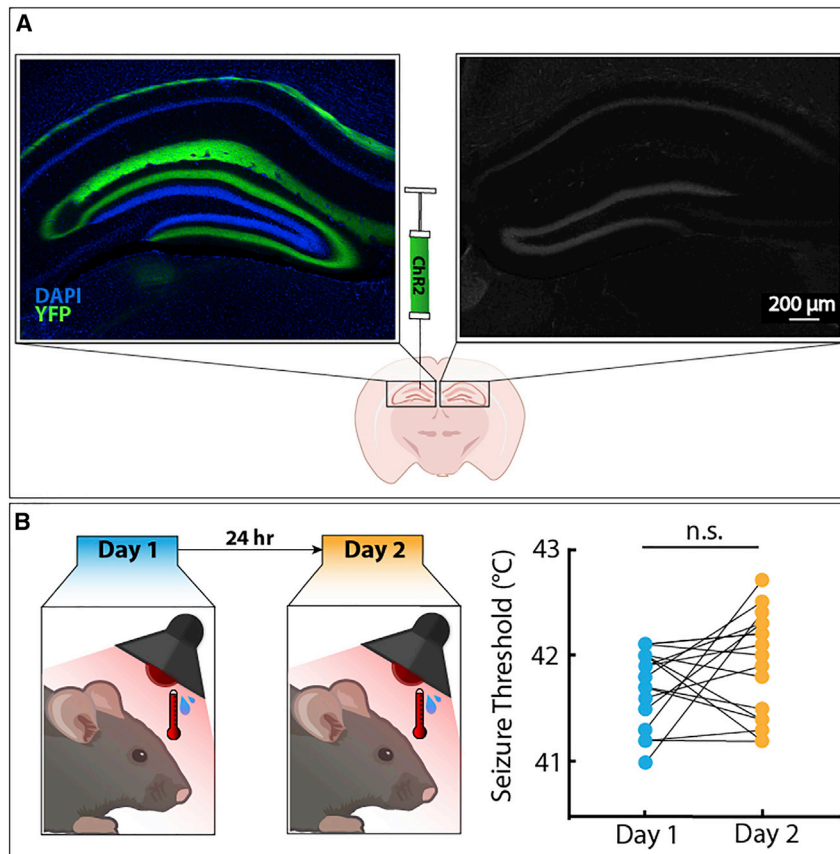 A
DAPI
YFP
ChR2
200 µm
B
Day 1
24 hr
Day 2
n.s.
Seizure Threshold (°C)
43
42
41
Day 1
Day 2